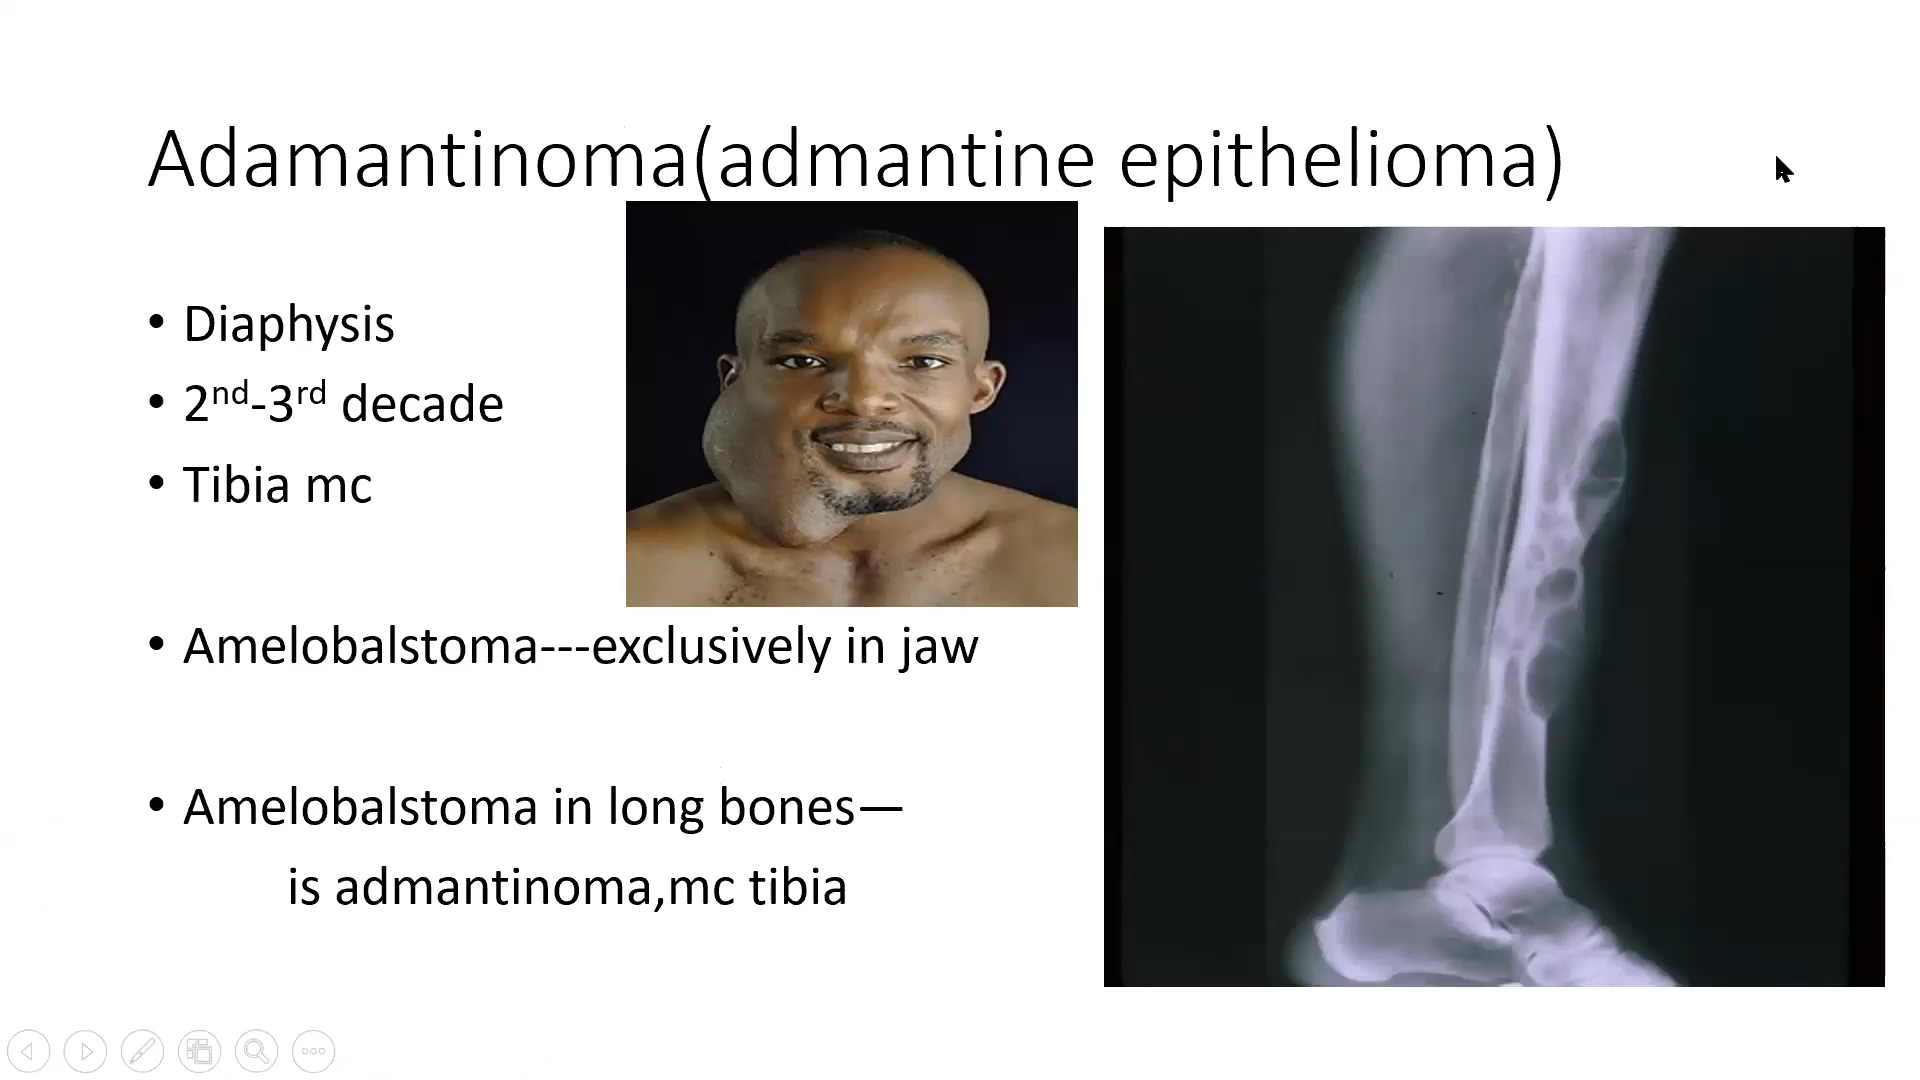 Adamantinoma(admantine epithelioma)
• Diaphysis
• 2nd-3rd decade
• Tibia mc
• Amelobalstoma---exclusively in jaw
• Amelobalstoma in long bones—
is admantinoma,mc tibia